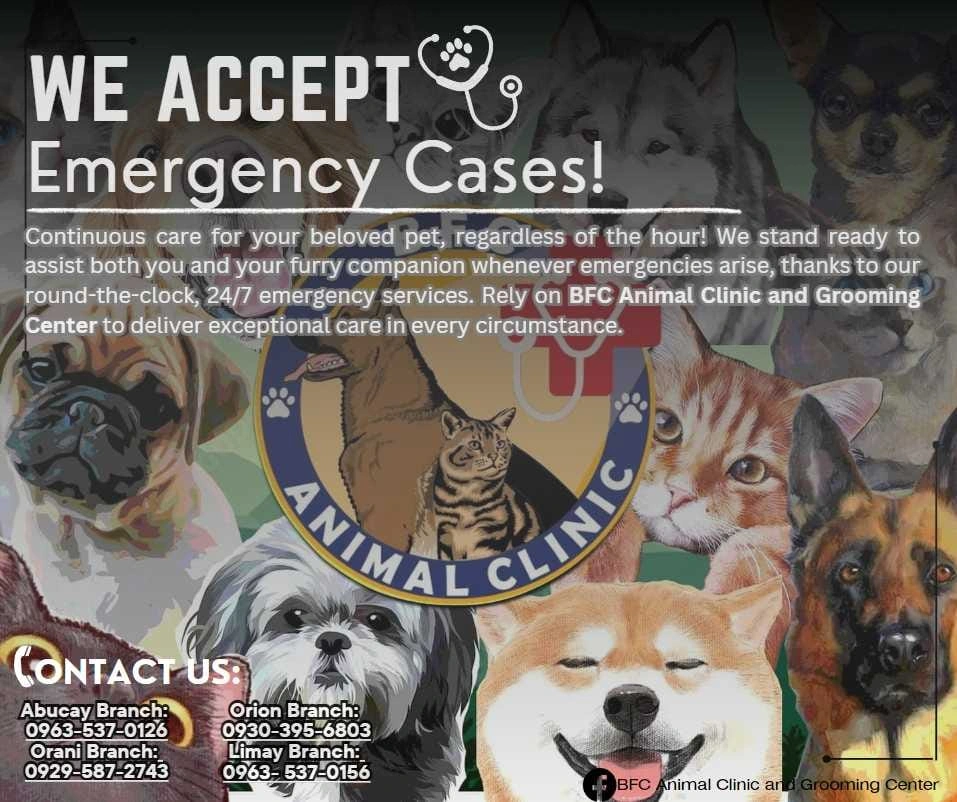 WE ACCEPT
Emergency Cases!
Continuous care for your beloved pet, regardless of the hour! We stand ready to
assist both you and your furry companion whenever emergencies arise, thanks to our
round-the-clock, 24/7 emergency services. Rely on BFC Animal Clinic and Grooming
Center to deliver exceptional care in every circumstance.
BFC
ANIMAL CLINIC
CONTACT US:
Abucay Branch:
0963-537-0126
Orani Branch:
0929-587-2743
Orion Branch:
0930-395-6803
Limay Branch:
0963- 537-0156
BFC Animal Clinic and Grooming Center